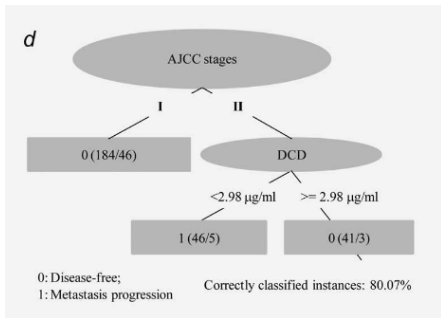 d
AJCC stages
I II
0 (184/46)
DCD
<2.98 µg/ml >= 2.98 µg/ml
1 (46/5) 0 (41/3)
0: Disease-free;
1: Metastasis progression
Correctly classified instances: 80.07%